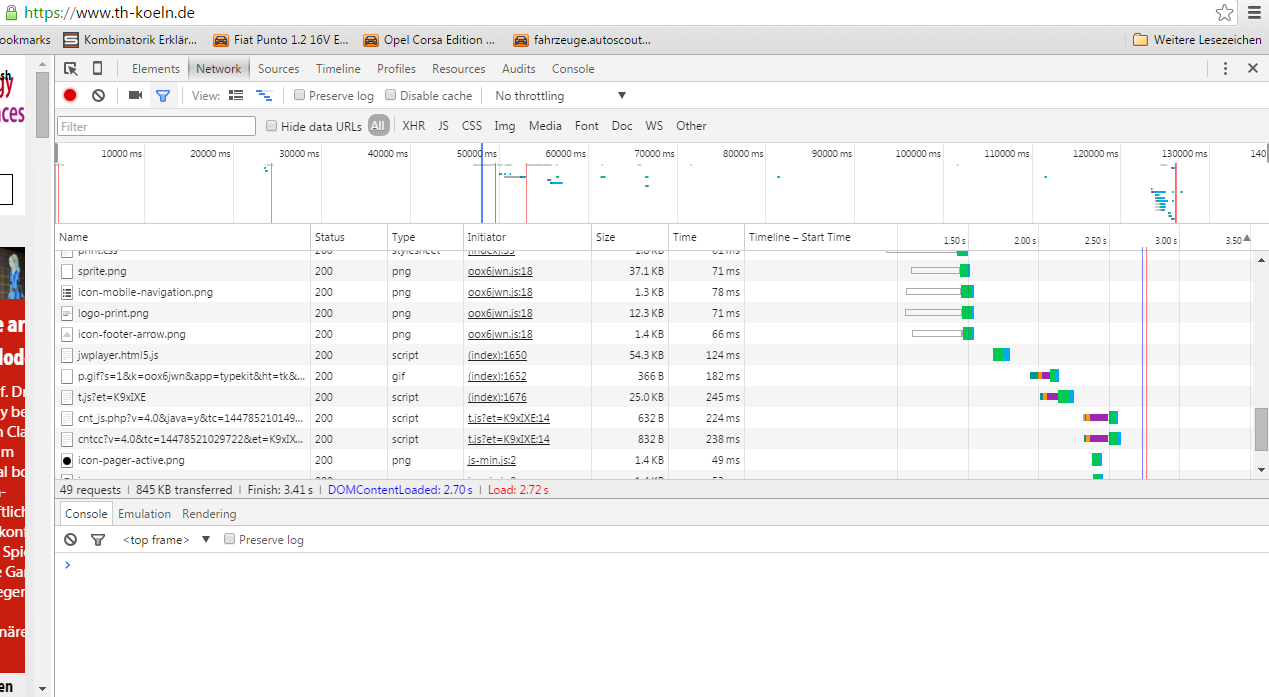 https://www.th-koeln.de
ookmarks Kombinatorik Erklär... Fiat Punto 1.2 16V E... Opel Corsa Edition ... fahrzeuge.autoscout... Weitere Lesezeichen
Elements Network Sources Timeline Profiles Resources Audits Console
View: Preserve log Disable cache No throttling
Filter Hide data URLs All XHR JS CSS Img Media Font Doc WS Other
10000 ms 20000 ms 30000 ms 40000 ms 50000 ms 60000 ms 70000 ms 80000 ms 90000 ms 100000 ms 110000 ms 120000 ms 130000 ms 140
Name Status Type Initiator Size Time Timeline – Start Time 1.50 s 2.00 s 2.50 s 3.00 s 3.50
print.css 200 stylesheet
sprite.png 200 png oox6jwn.js:18 37.1 KB 71 ms
icon-mobile-navigation.png 200 png oox6jwn.js:18 1.3 KB 78 ms
logo-print.png 200 png oox6jwn.js:18 12.3 KB 71 ms
icon-footer-arrow.png 200 png oox6jwn.js:18 1.4 KB 66 ms
jwplayer.html5.js 200 script (index):1650 54.3 KB 124 ms
p.gif?s=1&k=oox6jwn&app=typekit&ht=tk&... 200 gif (index):1652 366 B 182 ms
t.js?et=K9xIXE 200 script (index):1676 25.0 KB 245 ms
cnt_js.php?v=4.0&java=y&tc=144785210149... 200 script t.js?et=K9xIXE:14 632 B 224 ms
cntcc?v=4.0&tc=14478521029722&et=K9xIX... 200 script t.js?et=K9xIXE:14 832 B 238 ms
icon-pager-active.png 200 png js-min.js:2 1.4 KB 49 ms
49 requests | 845 KB transferred | Finish: 3.41 s | DOMContentLoaded: 2.70 s | Load: 2.72 s
Console Emulation Rendering
<top frame> Preserve log